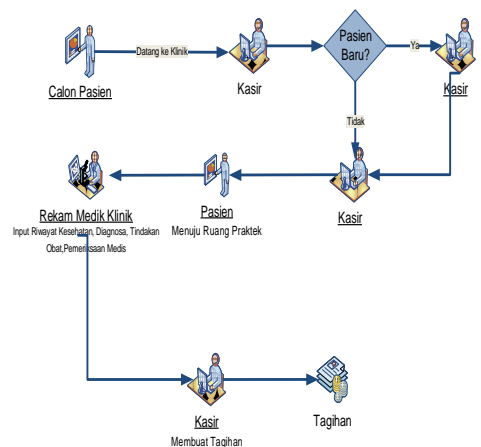 Pasien
Baru?
Datang ke Klinik
Ya
Calon Pasien
Kasir
Kasir
Tidak
Rekam Medik Klinik
Input Riwayat Kesehatan, Diagnosa, Tindakan
Obat,Pemeriksaan Medis
Pasien
Menuju Ruang Praktek
Kasir
Kasir
Membuat Tagihan
Tagihan